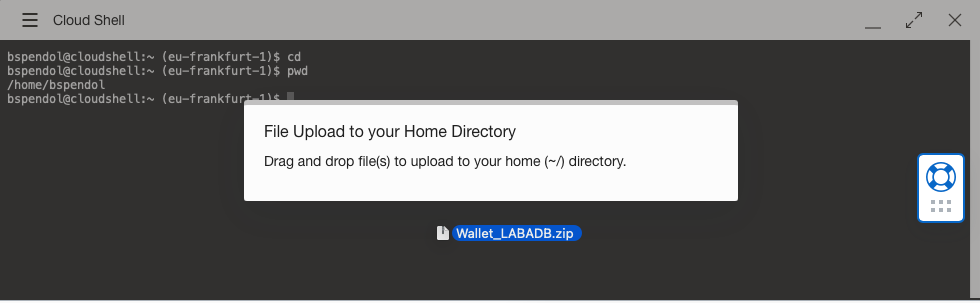 Cloud Shell
bspendol@cloudshell:~ (eu-frankfurt-1)$ cd
bspendol@cloudshell:~ (eu-frankfurt-1)$ pwd
/home/bspendol
bspendol@cloudshell:~ (eu-frankfurt-1)$
File Upload to your Home Directory
Drag and drop file(s) to upload to your home (~/) directory.
Wallet_LABADB.zip